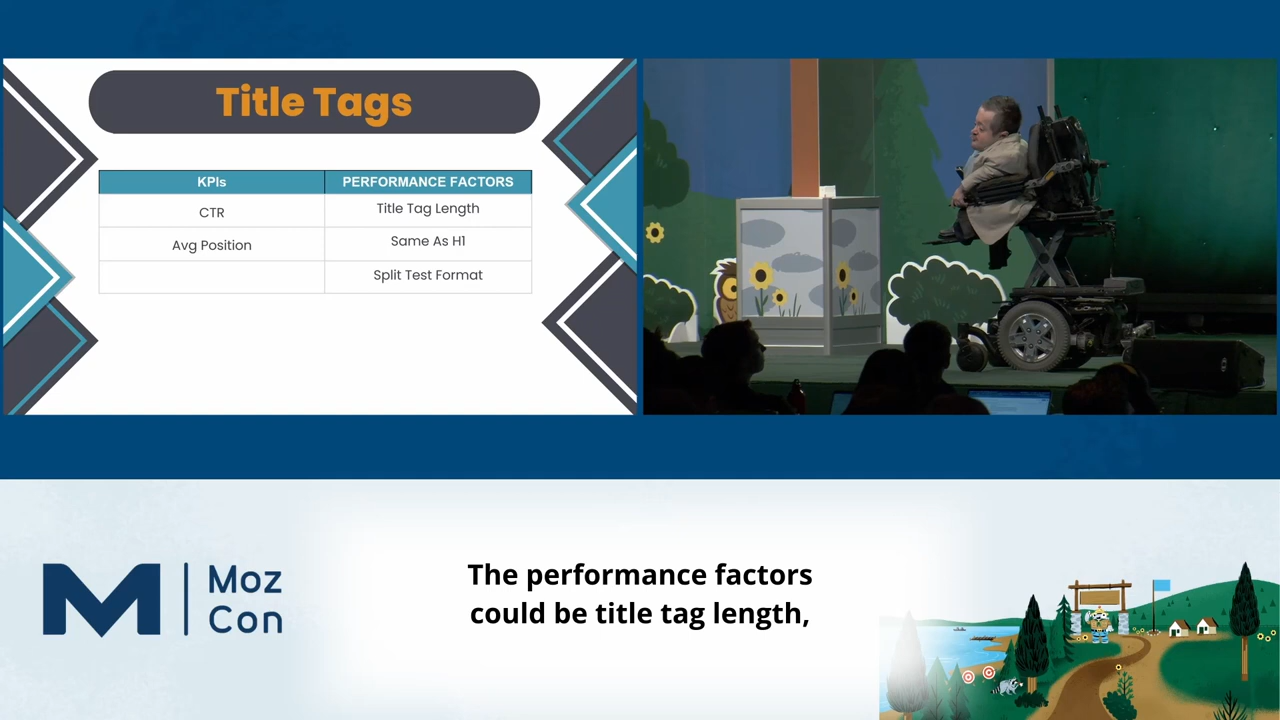 Title Tags
KPIs PERFORMANCE FACTORS
CTR Title Tag Length
Avg Position Same As H1
Split Test Format
M Moz
Con
The performance factors
could be title tag length,